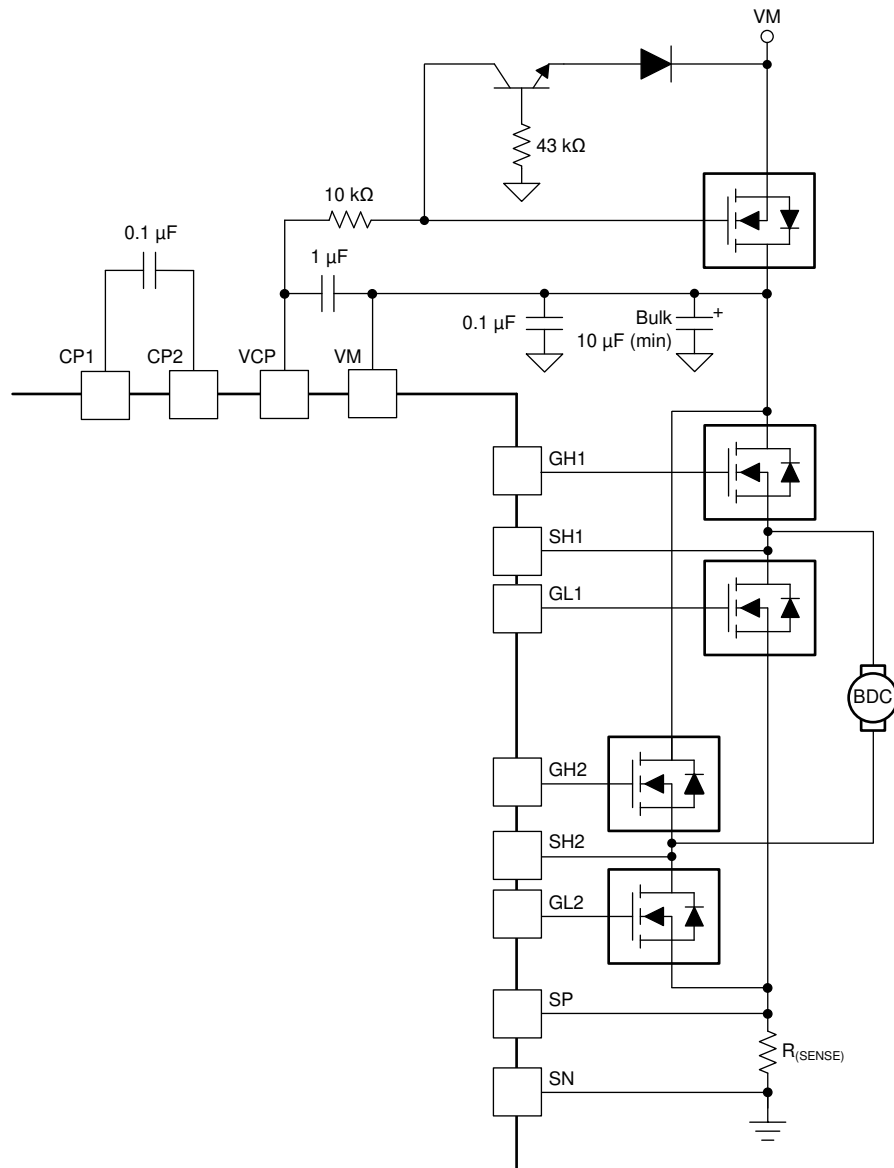 VM
43 kΩ
10 kΩ
0.1 µF
1 µF
0.1 µF
Bulk
10 µF (min)
+
CP1
CP2
VCP
VM
GH1
SH1
GL1
BDC
GH2
SH2
GL2
SP
R(SENSE)
SN